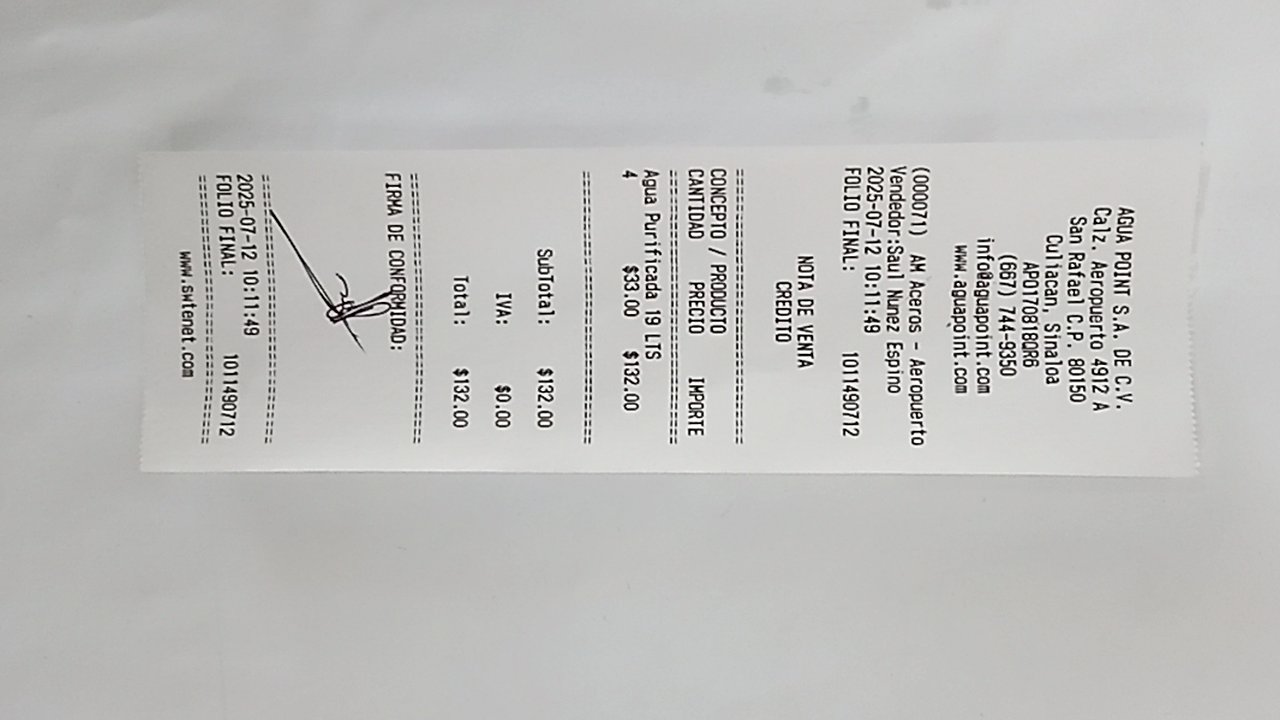 AGUA POINT S.A. DE C.V.
Calz. Aeropuerto 4912 A
San Rafael C.P. 80150
Culiacan, Sinaloa
APO170818QR6
(667) 744-9350
info@aguapoint.com
www.aguapoint.com
(000071) AM Aceros - Aeropuerto
Vendedor:Saul Nunez Espino
2025-07-12 10:11:49
FOLIO FINAL: 1011490712
NOTA DE VENTA
CREDITO
===============================
CONCEPTO / PRODUCTO
CANTIDAD PRECIO IMPORTE
===============================
Agua Purificada 19 LTS
4 $33.00 $132.00
===============================
SubTotal: $132.00
IVA: $0.00
Total: $132.00
===============================
FIRMA DE CONFORMIDAD:
===============================
2025-07-12 10:11:49
FOLIO FINAL: 1011490712
===============================
www.swtenet.com